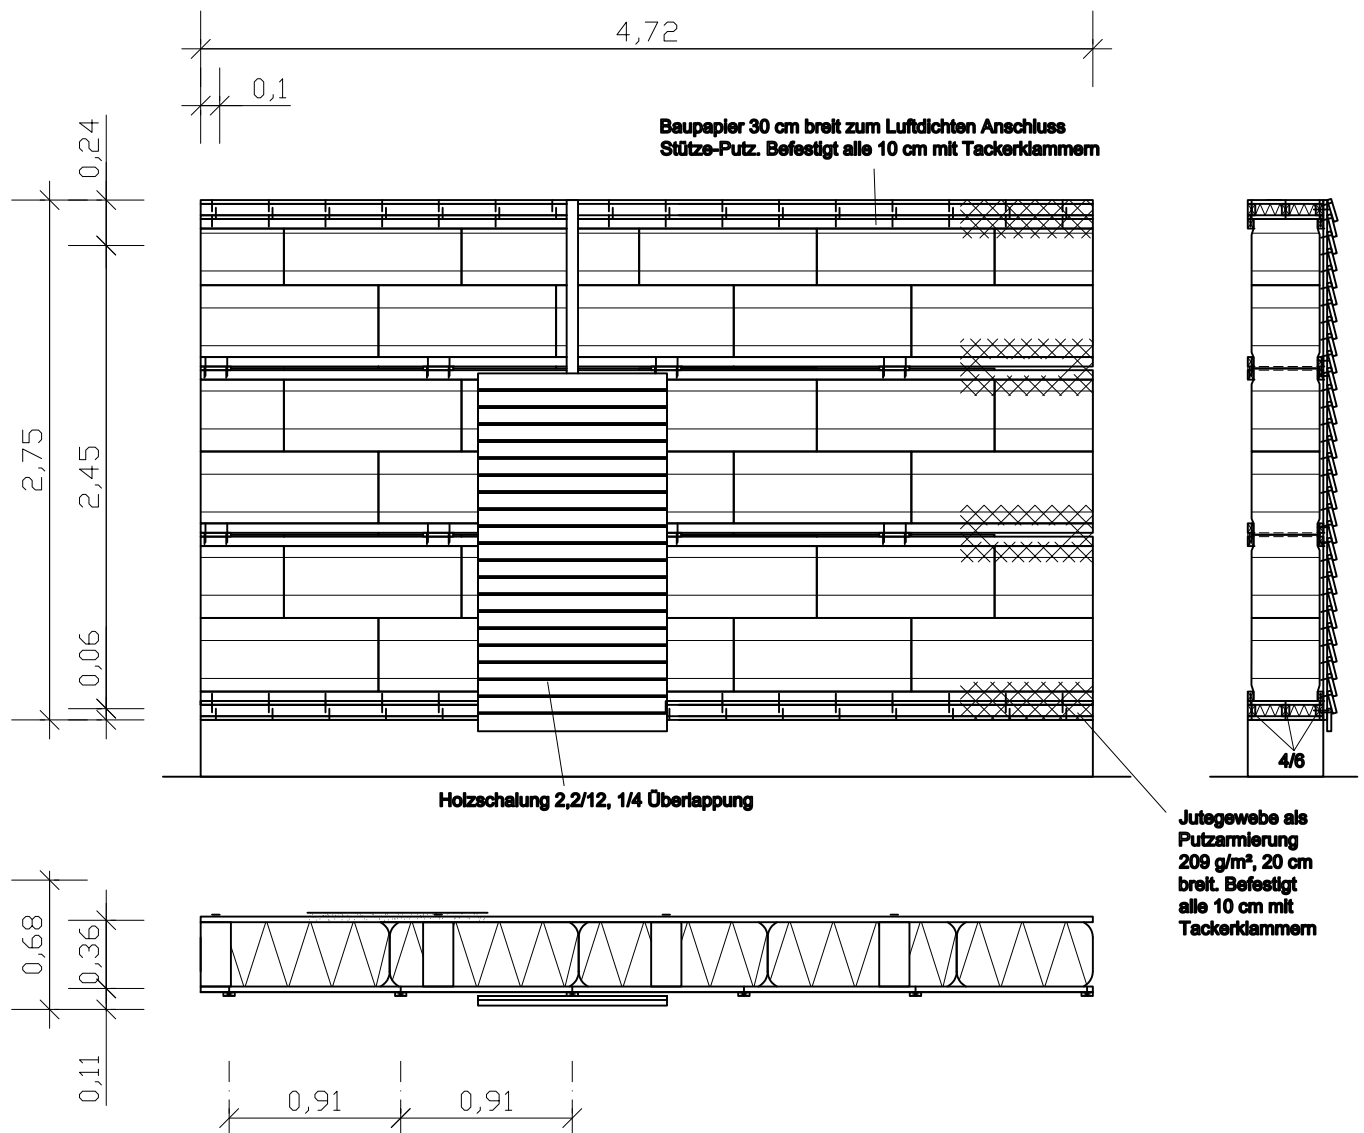 4,72
0,1
Baupapier 30 cm breit zum Luftdichten Anschluss
Stütze-Putz. Befestigt alle 10 cm mit Tackerklammern
0,24
2,75
2,45
0,06
4/6
Holzschalung 2,2/12, 1/4 Überlappung
Jutegewebe als
Putzarmierung
209 g/m², 20 cm
breit. Befestigt
alle 10 cm mit
Tackerklammern
0,68
0,36
0,11
0,91
0,91